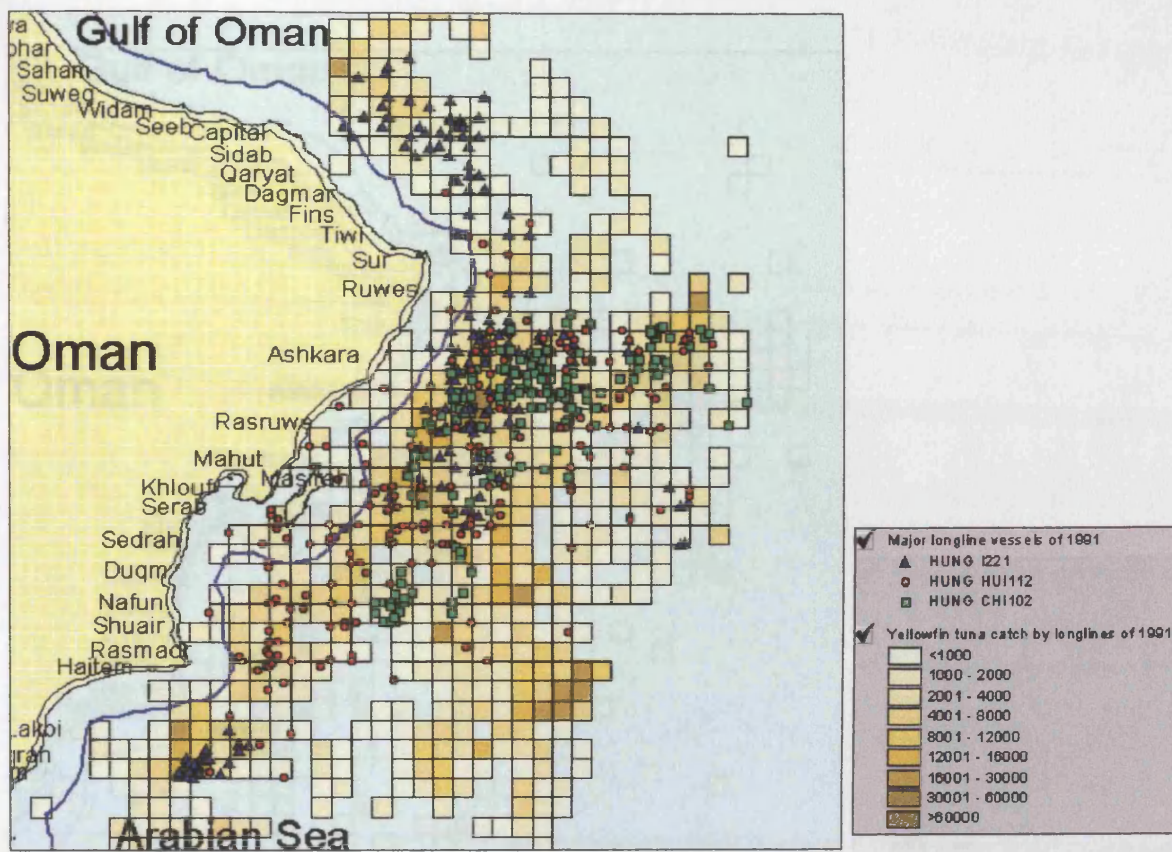 Gulf of Oman
Saham
Suweq
Widam
Seeb
Capital
Sidab
Qaryat
Dagmar
Fins
Tiwi
Sur
Ruwes
Oman
Ashkara
Rasruws
Mahut
Khlouf
Masireh
Serab
Sedrah
Duqm
Nafun
Shuair
Rasmadr
Haitem
Lakbi
Arabian Sea
Major longline vessels of 1991
HUNG I221
HUNG HUI112
HUNG CHI102
Yellowfin tuna catch by longlines of 1991
<1000
1000 - 2000
2001 - 4000
4001 - 8000
8001 - 12000
12001 - 16000
16001 - 30000
30001 - 60000
>60000